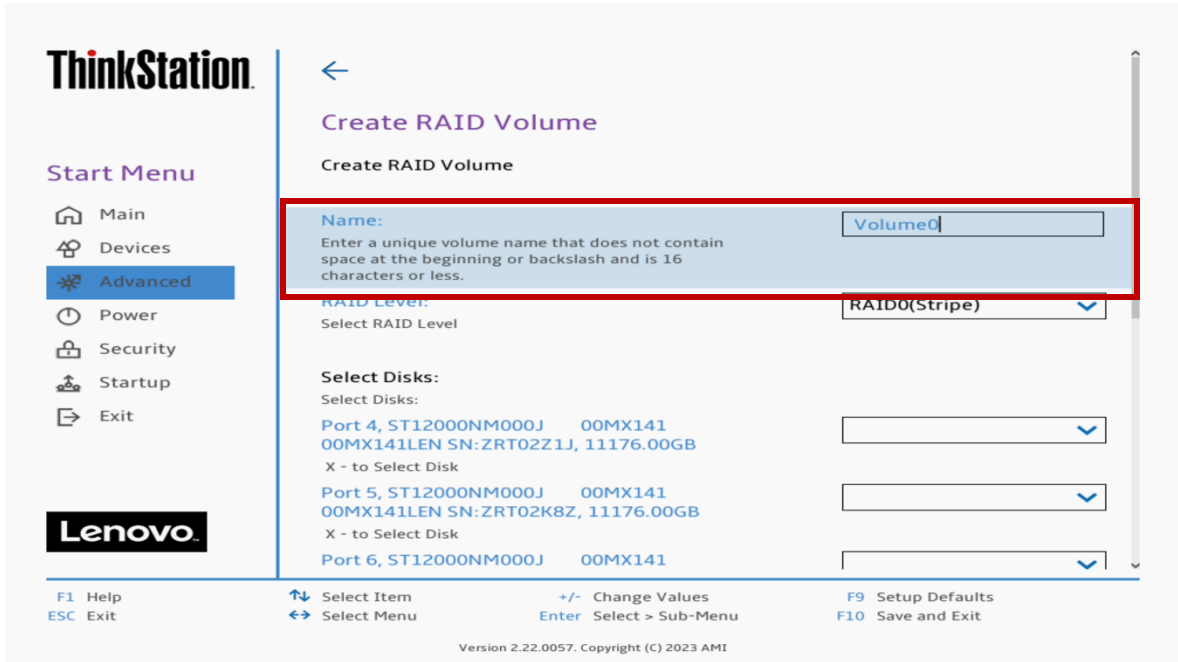 ThinkStation
Start Menu
Main
Devices
Advanced
Power
Security
Startup
Exit
Lenovo
Create RAID Volume
Create RAID Volume
Name:
Volume0
Enter a unique volume name that does not contain
space at the beginning or backslash and is 16
characters or less.
RAID Level:
RAID0(Stripe)
Select RAID Level
Select Disks:
Select Disks:
Port 4, ST12000NM000J 00MX141
00MX141LEN SN:ZRT02Z1J, 11176.00GB
X - to Select Disk
Port 5, ST12000NM000J 00MX141
00MX141LEN SN:ZRT02K8Z, 11176.00GB
X - to Select Disk
Port 6, ST12000NM000J 00MX141
F1 Help
ESC Exit
Select Item
Select Menu
+/- Change Values
Enter Select > Sub-Menu
F9 Setup Defaults
F10 Save and Exit
Version 2.22.0057. Copyright (C) 2023 AMI